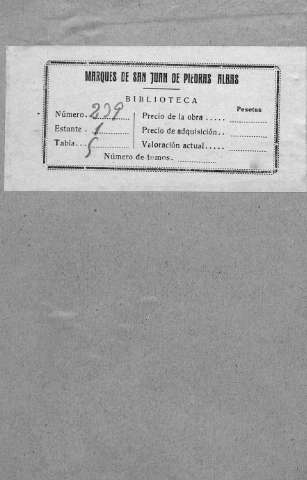 MARQUES DE SAN JUAN DE PIEDRAS ALBAS
BIBLIOTECA
Pesetas
Número.. 239 Precio de la obra .....
Estante . 1 Precio de adquisición..
Tabla... 5 Valoración actual.....
Número de tomos.